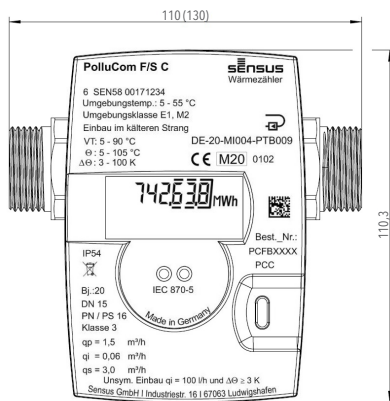 110 (130)
PolluCom F/S C
sensus
Wärmezähler
6 SEN58 00171234
Umgebungstemp.: 5 - 55 °C
Umgebungsklasse E1, M2
Einbau im kälteren Strang
VT: 5 - 90 °C
DE-20-MI004-PTB009
Θ : 5 - 105 °C
ΔΘ : 3 - 100 K
CE M20 0102
742,638 MWh
110,3
IP54
Best._Nr.:
PCFBXXXX
PCC
IEC 870-5
Made in Germany
Bj.:20
DN 15
PN / PS 16
Klasse 3
qp = 1,5 m³/h
qi = 0,06 m³/h
qs = 3,0 m³/h
Unsym. Einbau qi = 100 l/h und ΔΘ ≥ 3 K
Sensus GmbH I Industriestr. 16 I 67063 Ludwigshafen